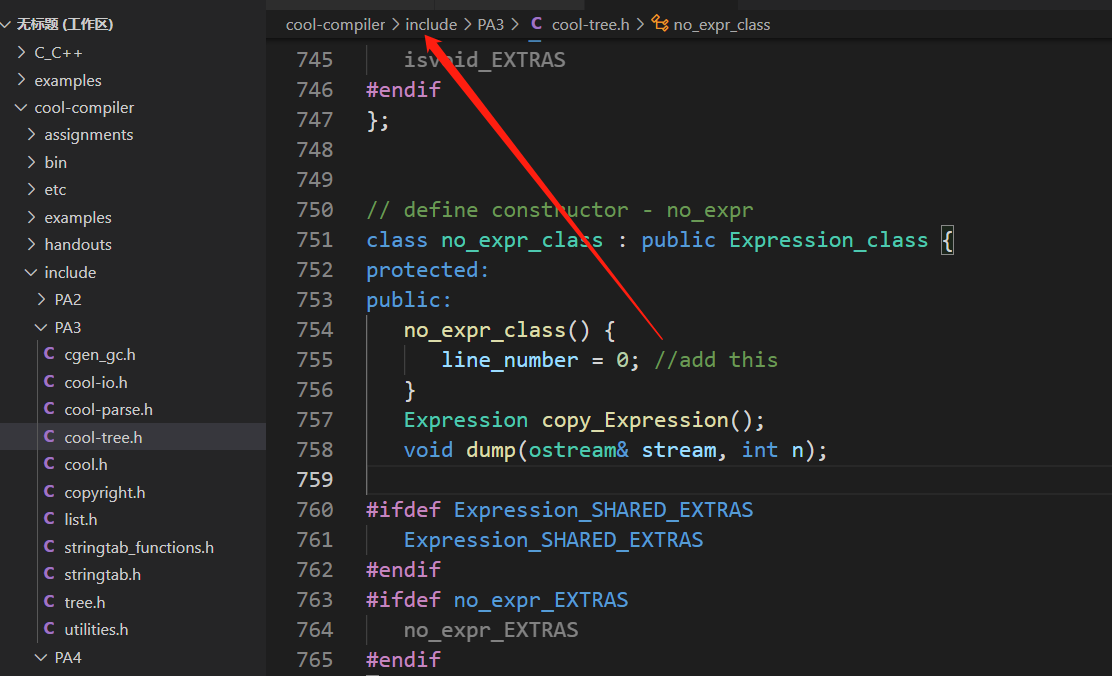 无标题 (工作区)
C_C++
examples
cool-compiler
assignments
bin
etc
examples
handouts
include
PA2
PA3
C cgen_gc.h
C cool-io.h
C cool-parse.h
C cool-tree.h
C cool.h
C copyright.h
C list.h
C stringtab_functions.h
C stringtab.h
C tree.h
C utilities.h
PA4
cool-compiler > include > PA3 > C cool-tree.h > no_expr_class
745 isvoid_EXTRAS
746 #endif
747 };
748
749
750 // define constructor - no_expr
751 class no_expr_class : public Expression_class {
752 protected:
753 public:
754 no_expr_class() {
755 line_number = 0; //add this
756 }
757 Expression copy_Expression();
758 void dump(ostream& stream, int n);
759
760 #ifdef Expression_SHARED_EXTRAS
761 Expression_SHARED_EXTRAS
762 #endif
763 #ifdef no_expr_EXTRAS
764 no_expr_EXTRAS
765 #endif